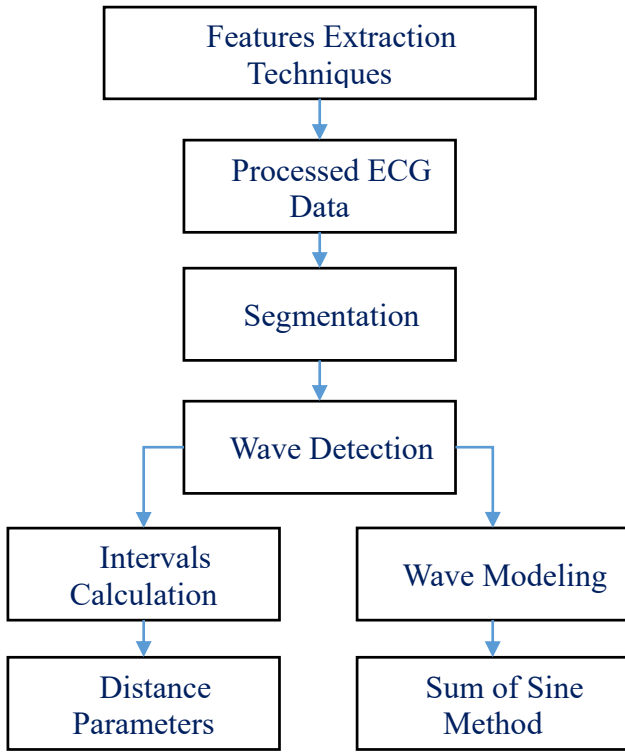 Features Extraction
Techniques
Processed ECG
Data
Segmentation
Wave Detection
Intervals
Calculation
Wave Modeling
Distance
Parameters
Sum of Sine
Method